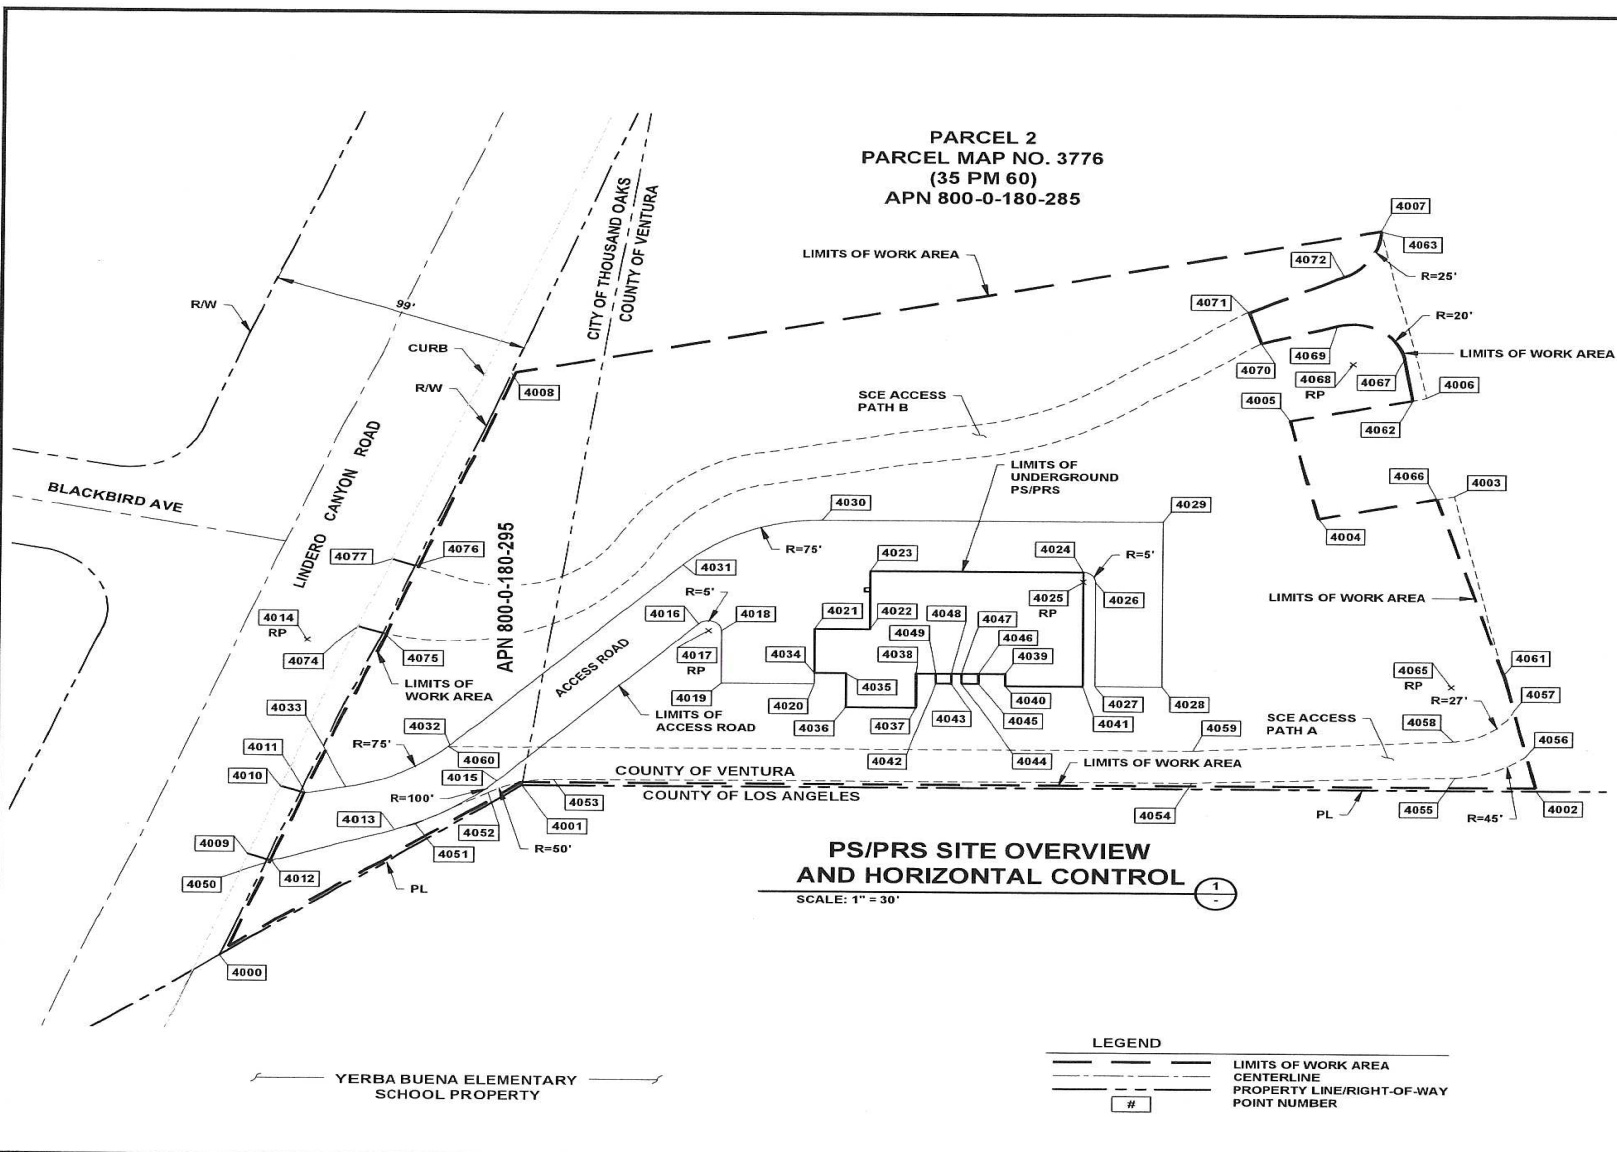 PARCEL 2
PARCEL MAP NO. 3776
(35 PM 60)
APN 800-0-180-285
4007
4063
LIMITS OF WORK AREA
4072
R=25'
R/W
99'
CITY OF THOUSAND OAKS
COUNTY OF VENTURA
4071
R=20'
CURB
4069
LIMITS OF WORK AREA
4070
4068
RP
4067
4006
R/W
4008
SCE ACCESS
PATH B
4005
4062
LINDERO CANYON ROAD
BLACKBIRD AVE
LIMITS OF
UNDERGROUND
PS/PRS
4066
4003
4030
4029
APN 800-0-180-295
4004
4077
4076
R=75'
4023
4024
R=5'
4031
R=5'
4025
RP
4026
LIMITS OF WORK AREA
4014
RP
4016
4018
4021
4022
4048
4047
4049
4046
4074
4075
4017
RP
4034
4038
4039
4061
ACCESS ROAD
LIMITS OF
WORK AREA
4019
4035
4065
RP
R=27'
4057
4033
4020
4040
4027
4028
LIMITS OF
ACCESS ROAD
4036
4037
4043
4045
4041
SCE ACCESS
PATH A
4058
4032
4059
4011
R=75'
4060
4042
4044
4056
4010
4015
COUNTY OF VENTURA
LIMITS OF WORK AREA
R=100'
COUNTY OF LOS ANGELES
4053
4013
4052
4001
4054
PL
4055
R=45'
4002
4009
4051
R=50'
4050
4012
PL
PS/PRS SITE OVERVIEW
AND HORIZONTAL CONTROL
1
-
SCALE: 1" = 30'
4000
YERBA BUENA ELEMENTARY
SCHOOL PROPERTY
LEGEND
LIMITS OF WORK AREA
CENTERLINE
PROPERTY LINE/RIGHT-OF-WAY
# POINT NUMBER